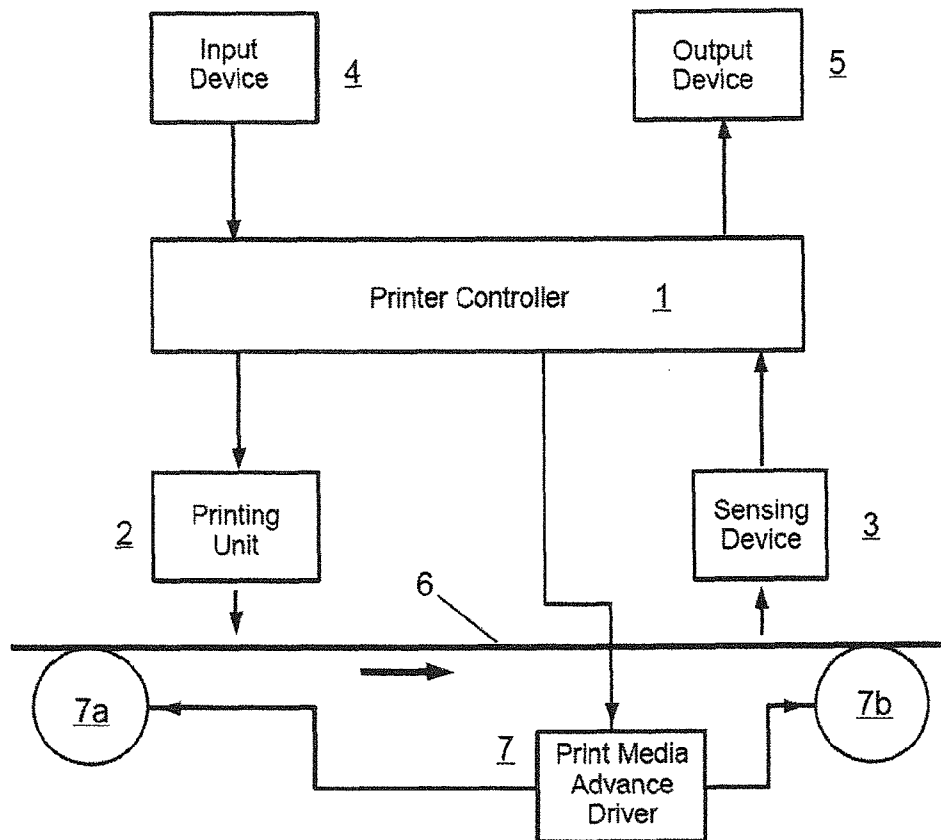 Input
Device
4
Output
Device
5
Printer Controller
1
2
Printing
Unit
Sensing
Device
3
6
7a
7b
7
Print Media
Advance
Driver